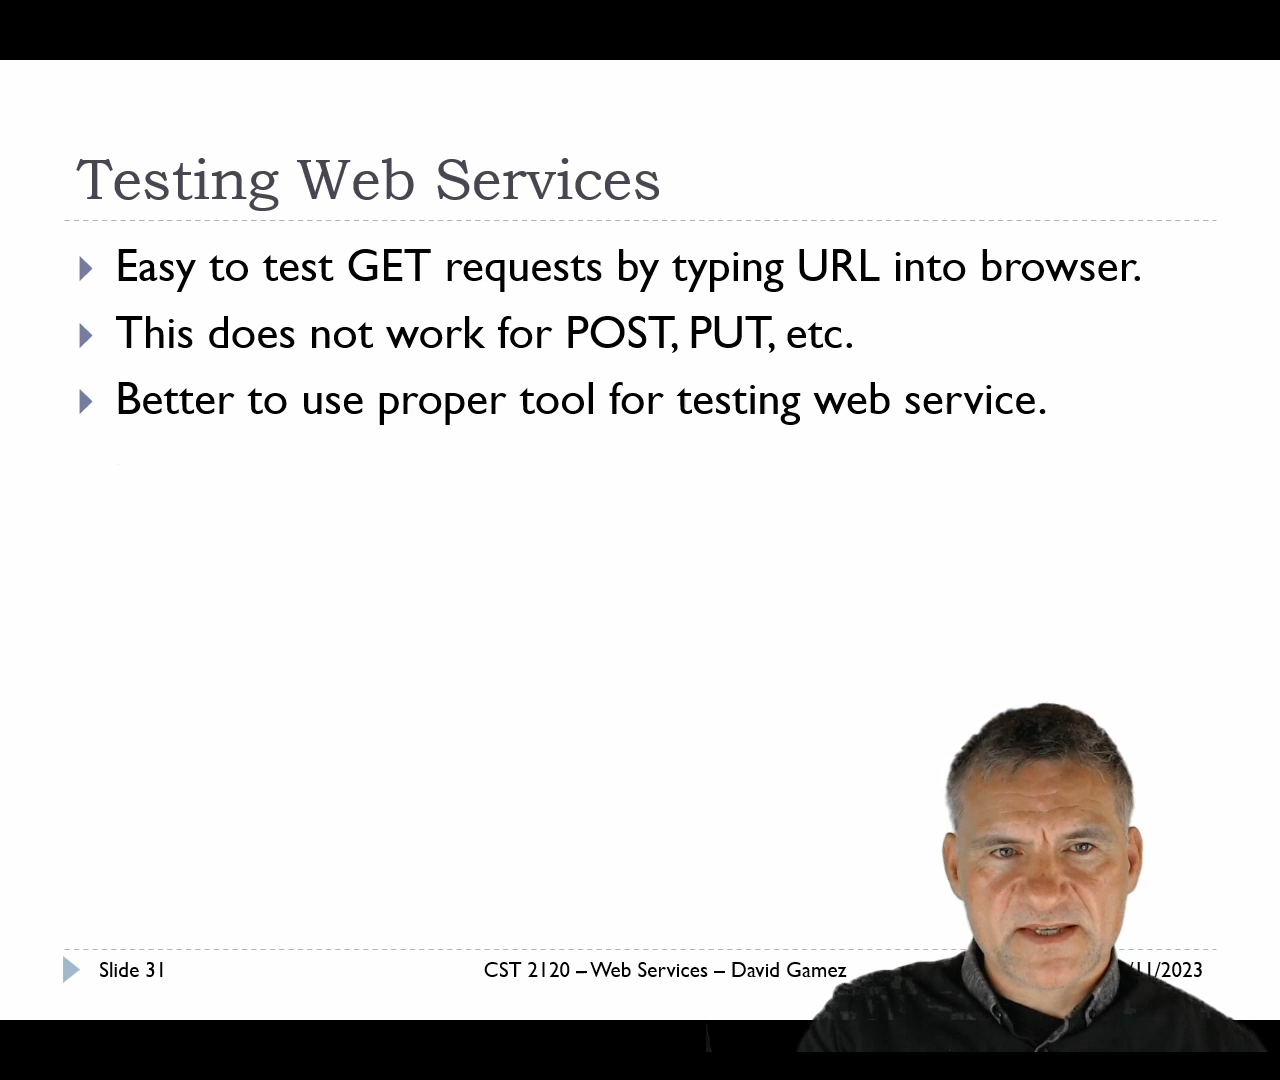 Testing Web Services
Easy to test GET requests by typing URL into browser.
This does not work for POST, PUT, etc.
Better to use proper tool for testing web service.
Slide 31
CST 2120 – Web Services – David Gamez
/11/2023